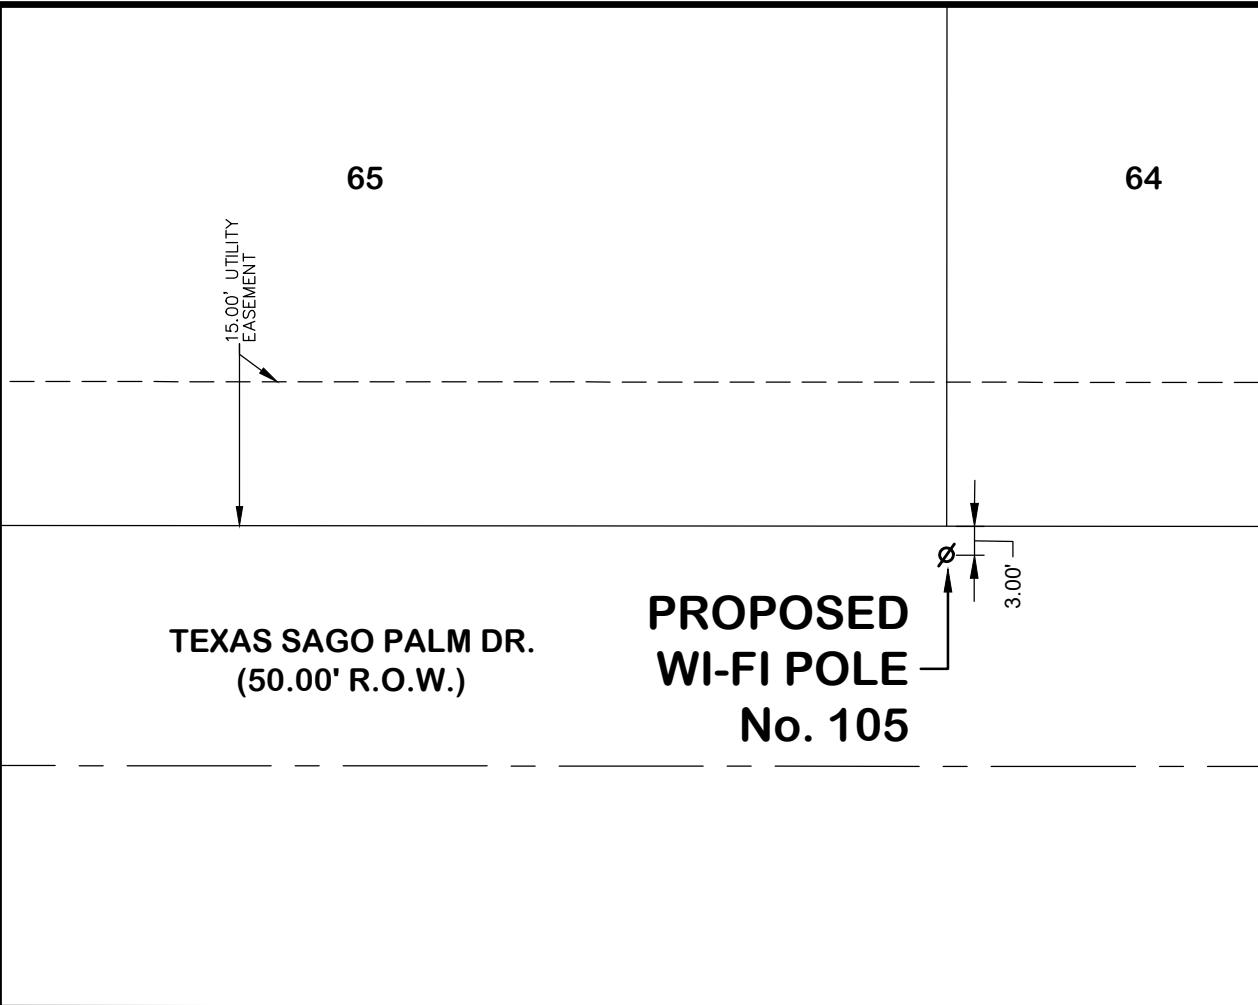 65
64
15.00' UTILITY
EASEMENT
3.00'
TEXAS SAGO PALM DR.
(50.00' R.O.W.)
PROPOSED
WI-FI POLE
No. 105